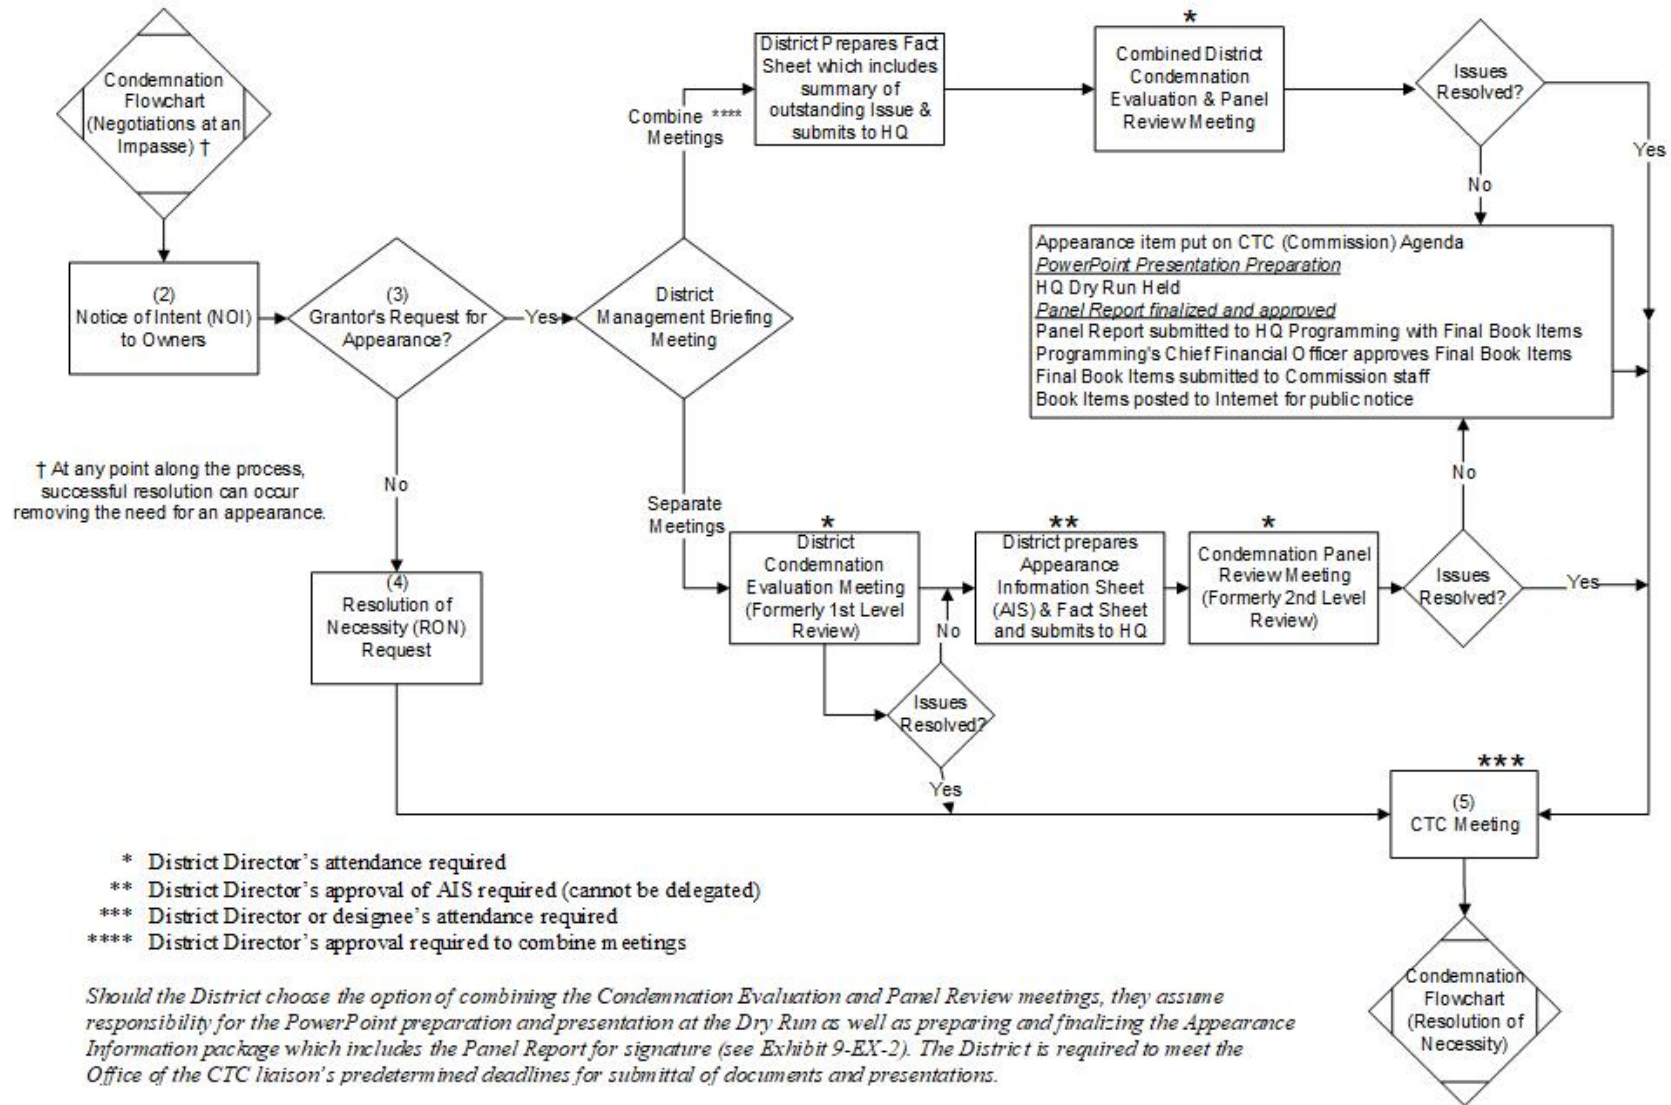 Condemnation
Flowchart
(Negotiations at an
Impasse) †
(2)
Notice of Intent (NOI)
to Owners
(3)
Grantor's Request for
Appearance?
Yes
No
(4)
Resolution of
Necessity (RON)
Request
† At any point along the process,
successful resolution can occur
removing the need for an appearance.
District
Management Briefing
Meeting
Combine ****
Meetings
District Prepares Fact
Sheet which includes
summary of
outstanding Issue &
submits to HQ
*
Combined District
Condemnation
Evaluation & Panel
Review Meeting
Issues
Resolved?
Yes
No
Appearance item put on CTC (Commission) Agenda
PowerPoint Presentation Preparation
HQ Dry Run Held
Panel Report finalized and approved
Panel Report submitted to HQ Programming with Final Book Items
Programming's Chief Financial Officer approves Final Book Items
Final Book Items submitted to Commission staff
Book Items posted to Internet for public notice
Separate
Meetings
*
District
Condemnation
Evaluation Meeting
(Formerly 1st Level
Review)
Issues
Resolved?
No
Yes
**
District prepares
Appearance
Information Sheet
(AIS) & Fact Sheet
and submits to HQ
*
Condemnation Panel
Review Meeting
(Formerly 2nd Level
Review)
Issues
Resolved?
No
Yes
***
(5)
CTC Meeting
Condemnation
Flowchart
(Resolution of
Necessity)
* District Director's attendance required
** District Director's approval of AIS required (cannot be delegated)
*** District Director or designee's attendance required
**** District Director's approval required to combine meetings
Should the District choose the option of combining the Condemnation Evaluation and Panel Review meetings, they assume
responsibility for the PowerPoint preparation and presentation at the Dry Run as well as preparing and finalizing the Appearance
Information package which includes the Panel Report for signature (see Exhibit 9-EX-2). The District is required to meet the
Office of the CTC liaison's predetermined deadlines for submittal of documents and presentations.